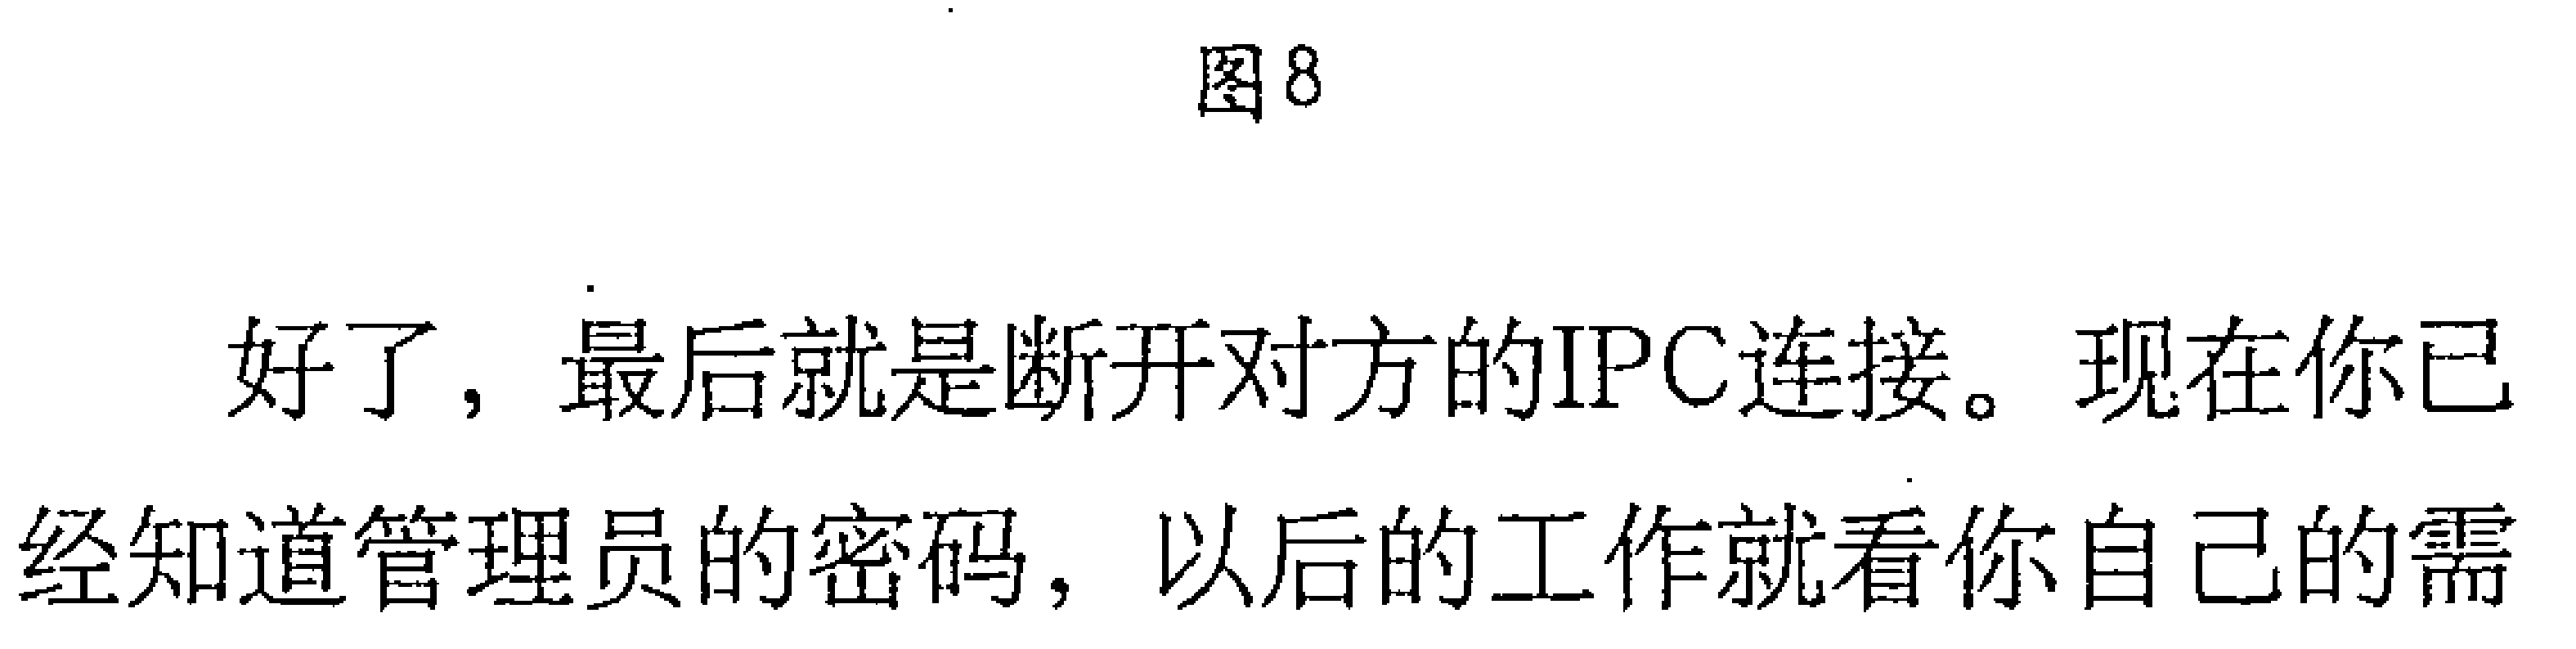 图8
好了，最后就是断开对方的IPC连接。现在你已
经知道管理员的密码，以后的工作就看你自己的需